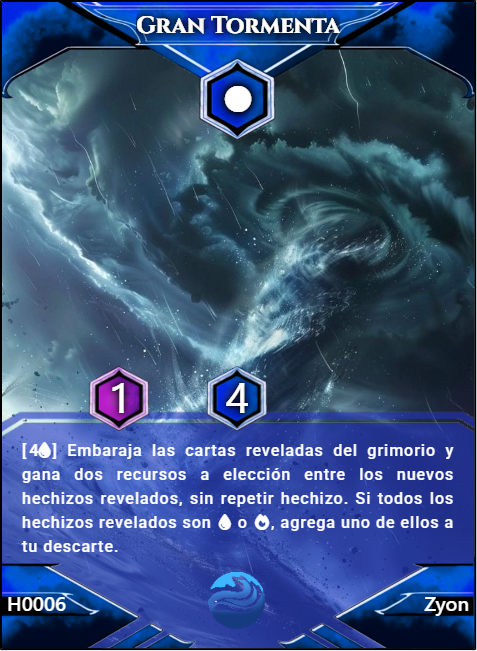 Gran Tormenta
1
4
[4💧] Embaraja las cartas reveladas del grimorio y
gana dos recursos a elección entre los nuevos
hechizos revelados, sin repetir hechizo. Si todos los
hechizos revelados son 💧 o 🔥, agrega uno de ellos a
tu descarte.
H0006
Zyon